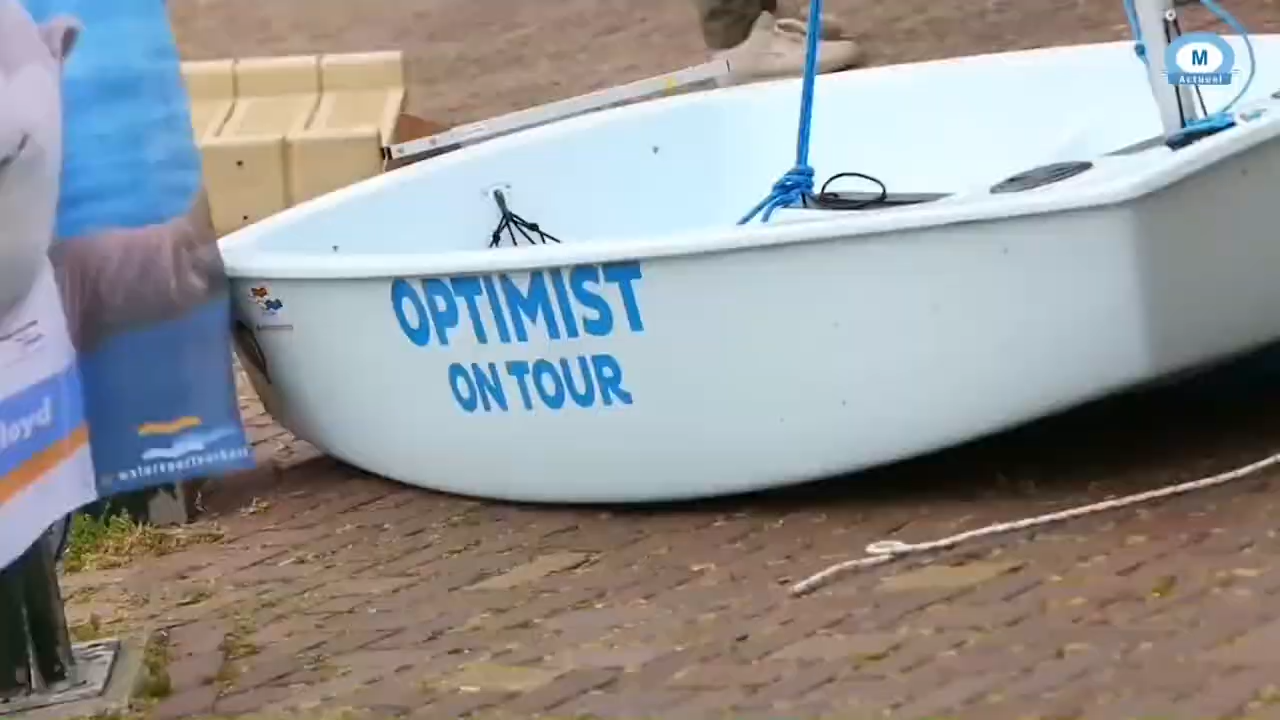 M
Actueel
OPTIMIST
ON TOUR
loyd
watersportverbond